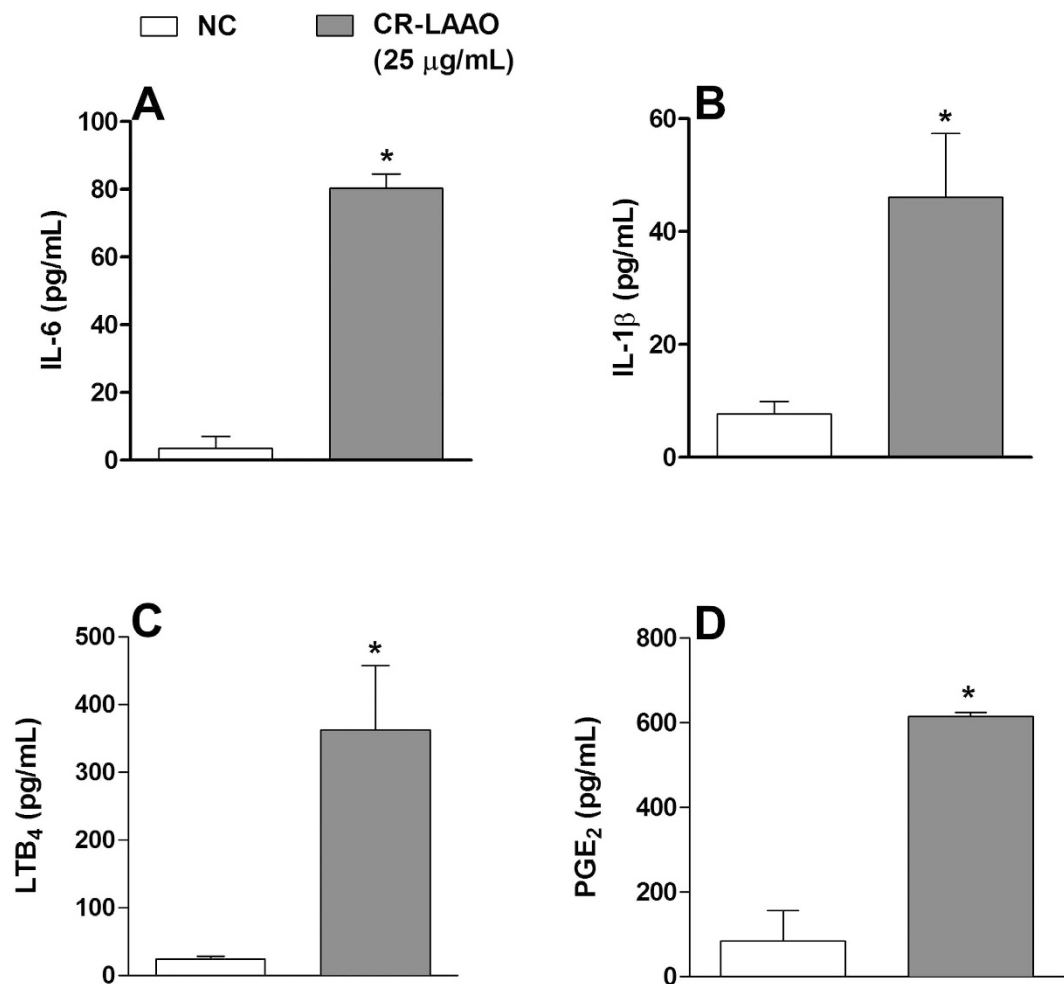 NC
CR-LAAO
(25 μg/mL)
A
100
80
60
40
20
0
IL-6 (pg/mL)
*
B
60
40
20
0
IL-1β (pg/mL)
*
C
500
400
300
200
100
0
LTB₄ (pg/mL)
*
D
800
600
400
200
0
PGE₂ (pg/mL)
*